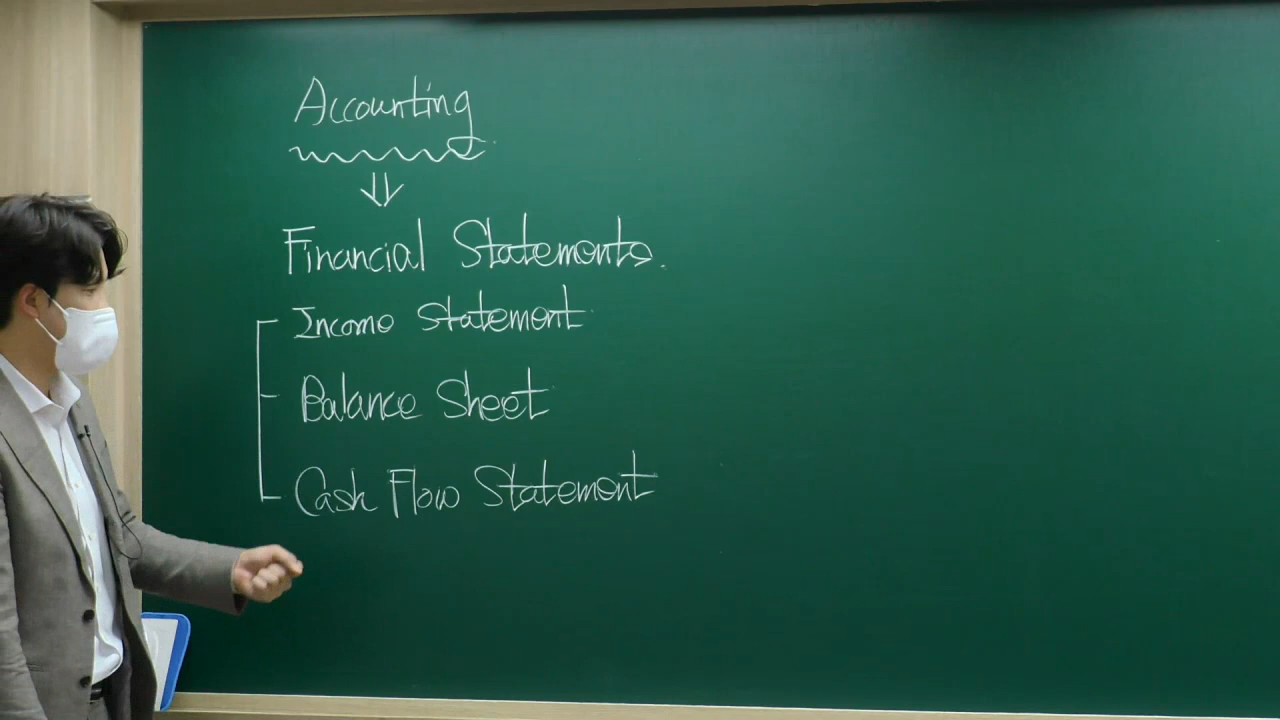 Accounting
Financial Statements.
Income Statement
Balance Sheet
Cash Flow Statement